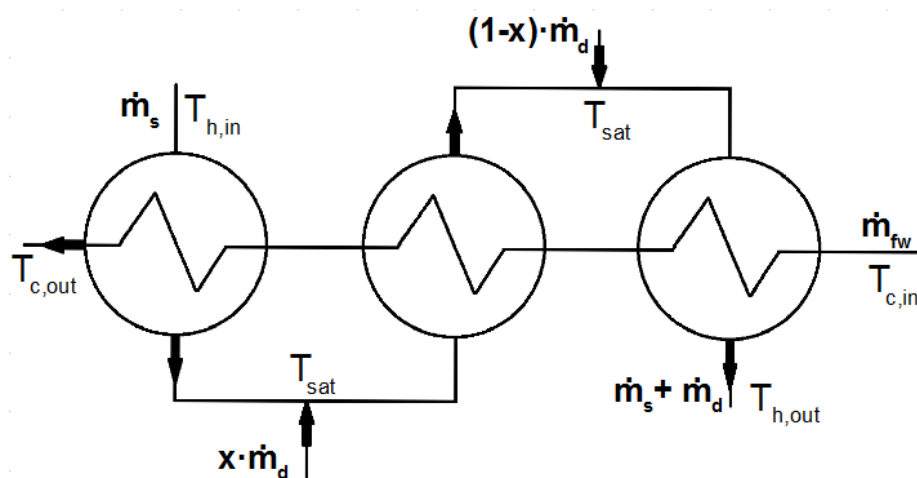 (1-x)·ṁd
ṁs Th,in
Tsat
ṁfw
Tc,out
Tc,in
Tsat
ṁs+ ṁd Th,out
x·ṁd